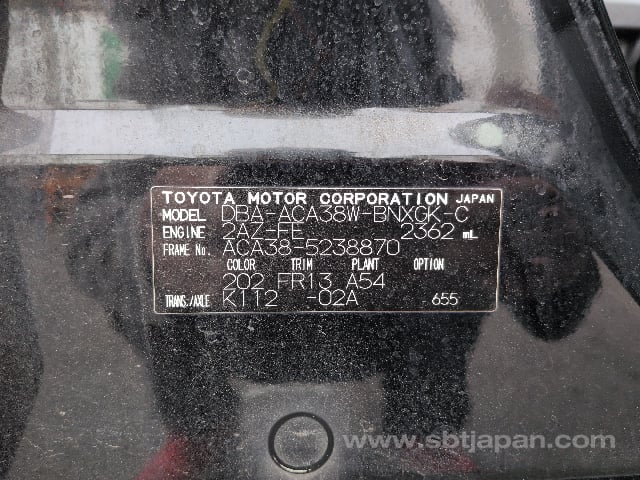 TOYOTA MOTOR CORPORATION JAPAN
MODEL DBA-ACA38W-BNXGK-C
ENGINE 2AZ-FE 2362 mL
FRAME No. ACA38-5238870
COLOR TRIM PLANT OPTION
202 FR13 A54
TRANS./AXLE K112 -02A 655
www.sbtjapan.com